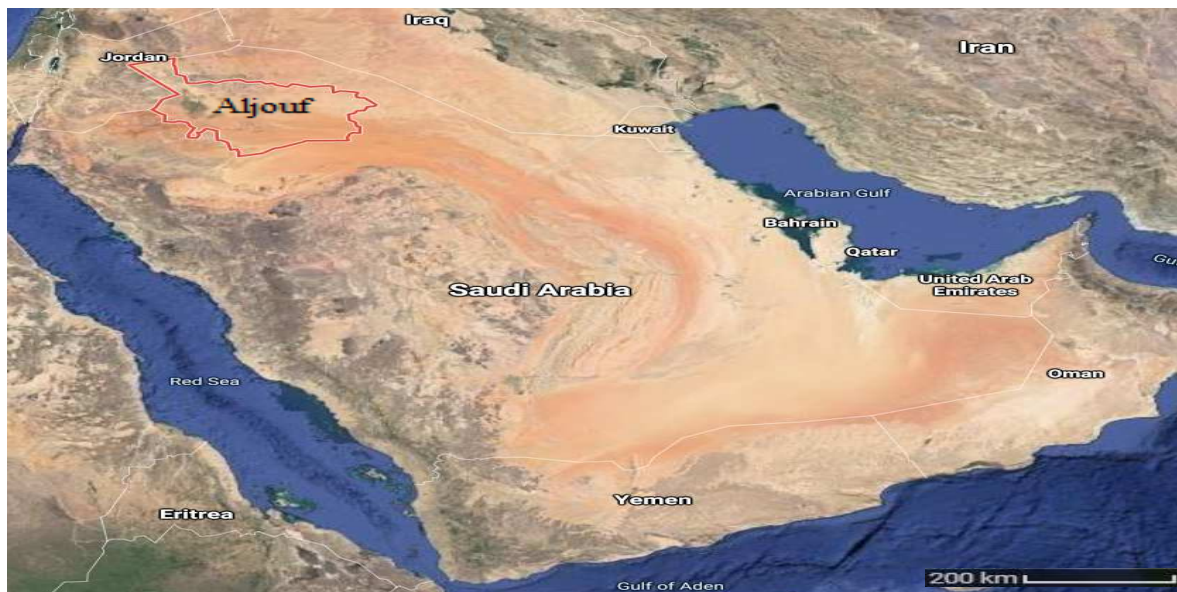 Iraq
Iran
Jordan
Aljouf
Kuwait
Arabian Gulf
Bahrain
Qatar
Gu
United Arab
Emirates
Saudi Arabia
Oman
Red Sea
Yemen
Eritrea
Gulf of Aden
200 km